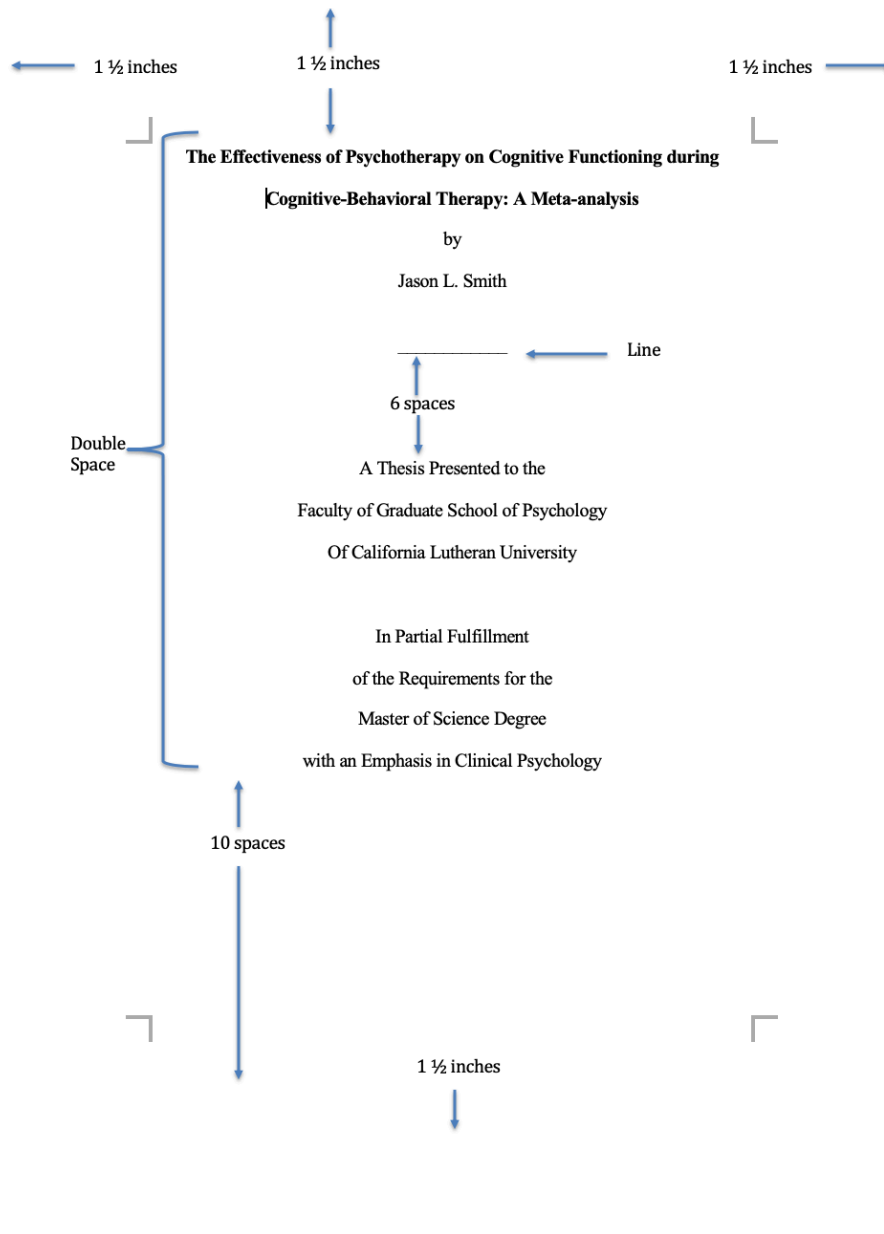 1 ½ inches
1 ½ inches
1 ½ inches
The Effectiveness of Psychotherapy on Cognitive Functioning during
Cognitive-Behavioral Therapy: A Meta-analysis
by
Jason L. Smith
____________
Line
6 spaces
Double
Space
A Thesis Presented to the
Faculty of Graduate School of Psychology
Of California Lutheran University
In Partial Fulfillment
of the Requirements for the
Master of Science Degree
with an Emphasis in Clinical Psychology
10 spaces
1 ½ inches